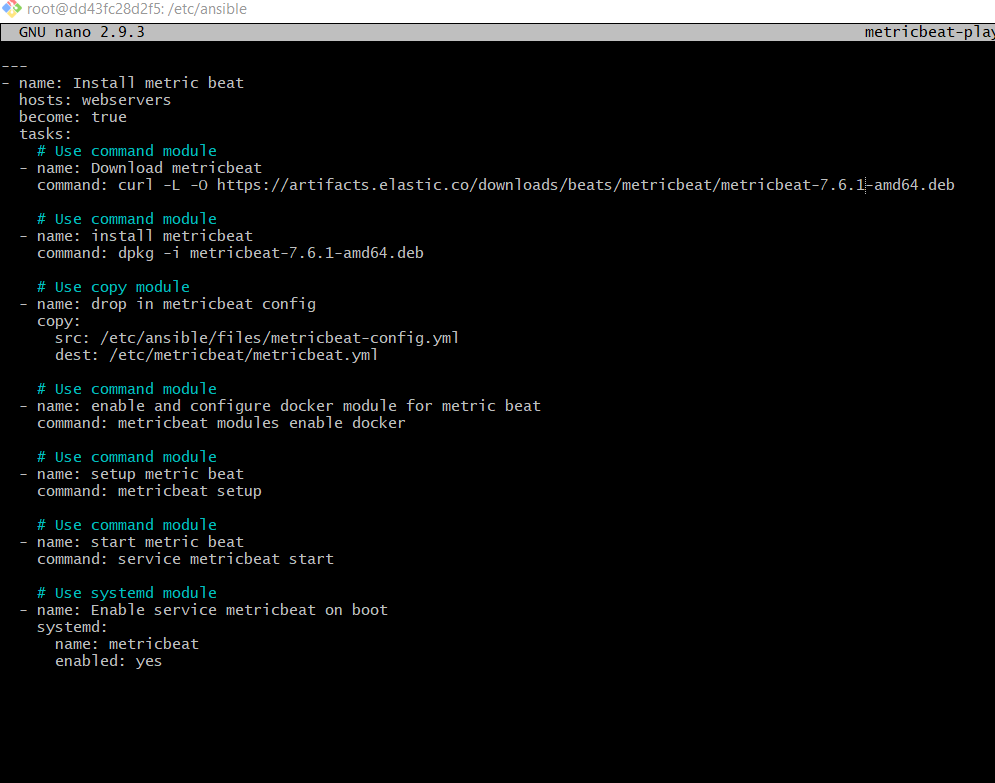 root@dd43fc28d2f5: /etc/ansible
GNU nano 2.9.3 metricbeat-play
---
- name: Install metric beat
  hosts: webservers
  become: true
  tasks:
    # Use command module
  - name: Download metricbeat
    command: curl -L -O https://artifacts.elastic.co/downloads/beats/metricbeat/metricbeat-7.6.1-amd64.deb
    # Use command module
  - name: install metricbeat
    command: dpkg -i metricbeat-7.6.1-amd64.deb
    # Use copy module
  - name: drop in metricbeat config
    copy:
      src: /etc/ansible/files/metricbeat-config.yml
      dest: /etc/metricbeat/metricbeat.yml
    # Use command module
  - name: enable and configure docker module for metric beat
    command: metricbeat modules enable docker
    # Use command module
  - name: setup metric beat
    command: metricbeat setup
    # Use command module
  - name: start metric beat
    command: service metricbeat start
    # Use systemd module
  - name: Enable service metricbeat on boot
    systemd:
      name: metricbeat
      enabled: yes